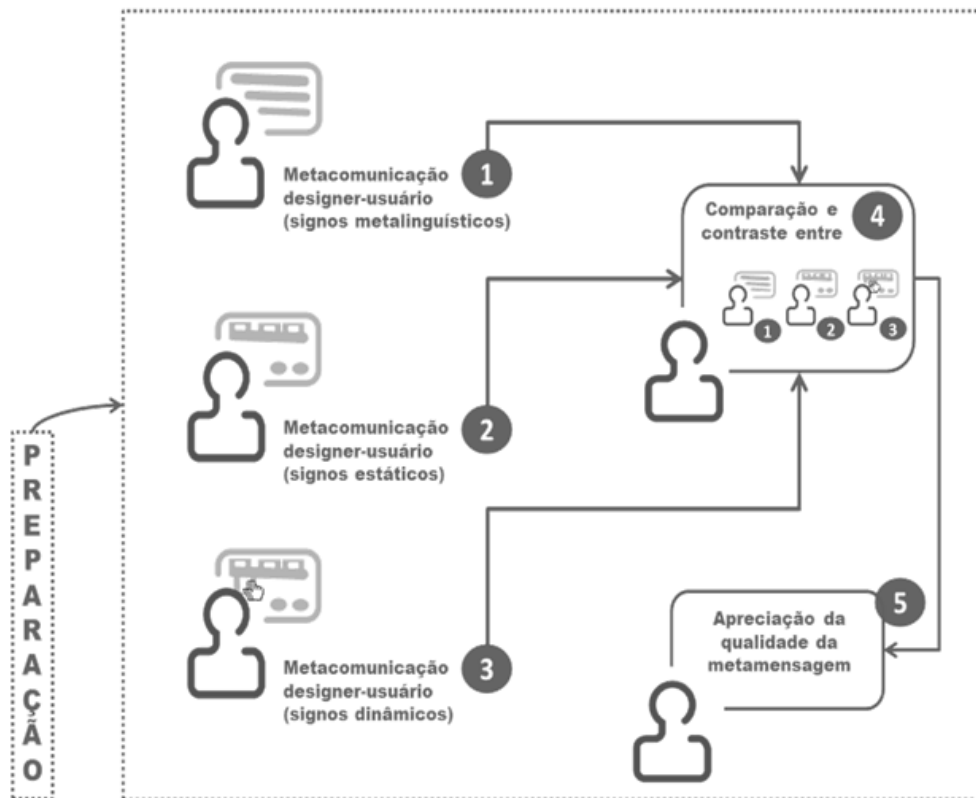 PREPARAÇÃO
Metacomunicação
designer-usuário
(signos metalinguísticos)
1
Metacomunicação
designer-usuário
(signos estáticos)
2
Metacomunicação
designer-usuário
(signos dinâmicos)
3
Comparação e
contraste entre
4
1 2 3
Apreciação da
qualidade da
metamensagem
5